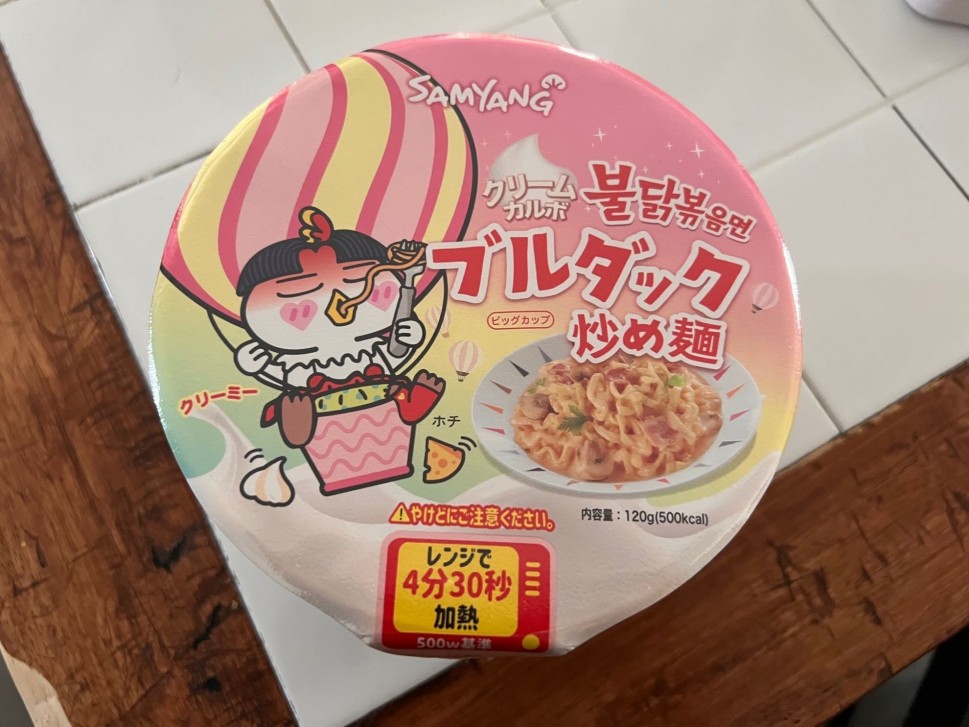 SAMYANG
クリーム
カルボ
불닭볶음면
ブルダック
ビッグカップ
炒め麺
クリーミー
ホチ
やけどにご注意ください。
内容量：120g(500kcal)
レンジで
4分30秒
加熱
500w基準